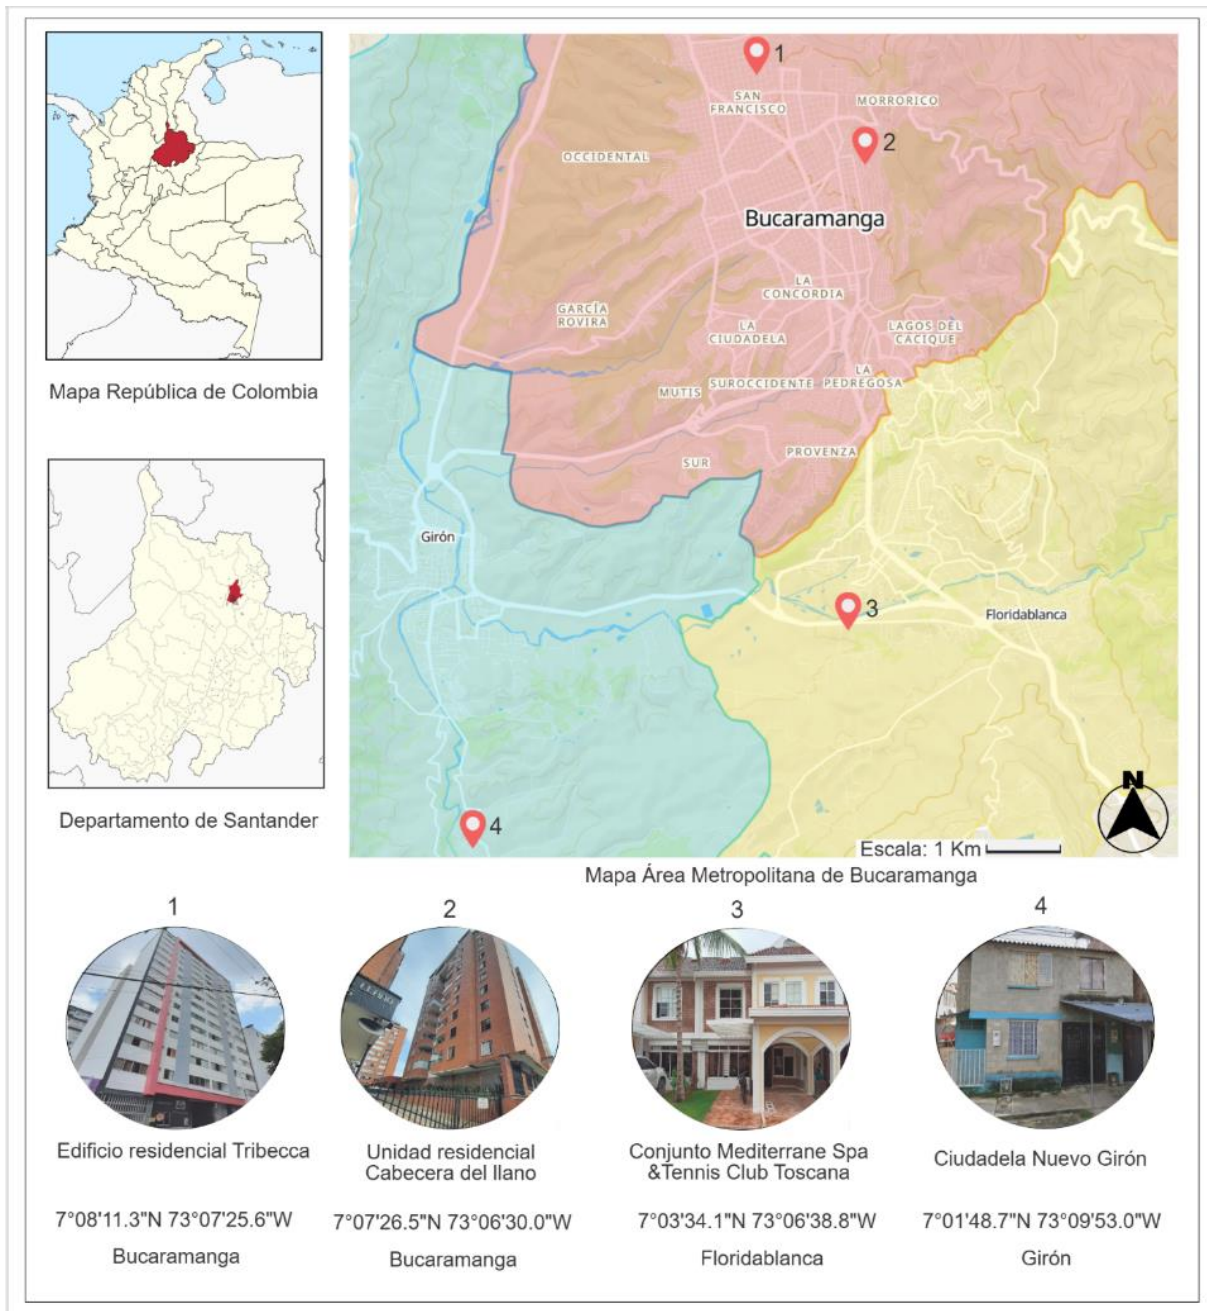 Mapa República de Colombia
Departamento de Santander
1
SAN
FRANCISCO
MORRORICO
2
OCCIDENTAL
Bucaramanga
LA
CONCORDIA
GARCÍA
ROVIRA
LA
CIUDADELA
LAGOS DEL
CACIQUE
LA
PEDREGOSA
MUTIS
SUROCCIDENTE
PROVENZA
SUR
Girón
3
Floridablanca
4
N
Escala: 1 Km
Mapa Área Metropolitana de Bucaramanga
1
2
3
4
Edificio residencial Tribecca
Unidad residencial
Cabecera del llano
Conjunto Mediterrane Spa
&Tennis Club Toscana
Ciudadela Nuevo Girón
7°08'11.3"N 73°07'25.6"W
7°07'26.5"N 73°06'30.0"W
7°03'34.1"N 73°06'38.8"W
7°01'48.7"N 73°09'53.0"W
Bucaramanga
Bucaramanga
Floridablanca
Girón